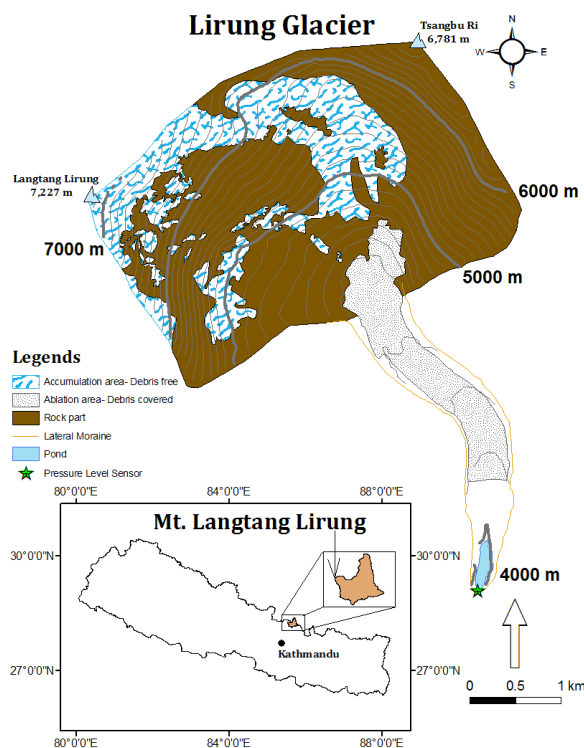 Lirung Glacier
Tsangbu Ri
6,781 m
N
W
E
S
Langtang Lirung
7,227 m
6000 m
7000 m
5000 m
Legends
Accumulation area- Debris free
Ablation area- Debris covered
Rock part
Lateral Moraine
Pond
Pressure Level Sensor
80°0'0"E
84°0'0"E
88°0'0"E
Mt. Langtang Lirung
30°0'0"N
30°0'0"N
4000 m
Kathmandu
27°0'0"N
27°0'0"N
0
0.5
1 km
80°0'0"E
84°0'0"E
88°0'0"E